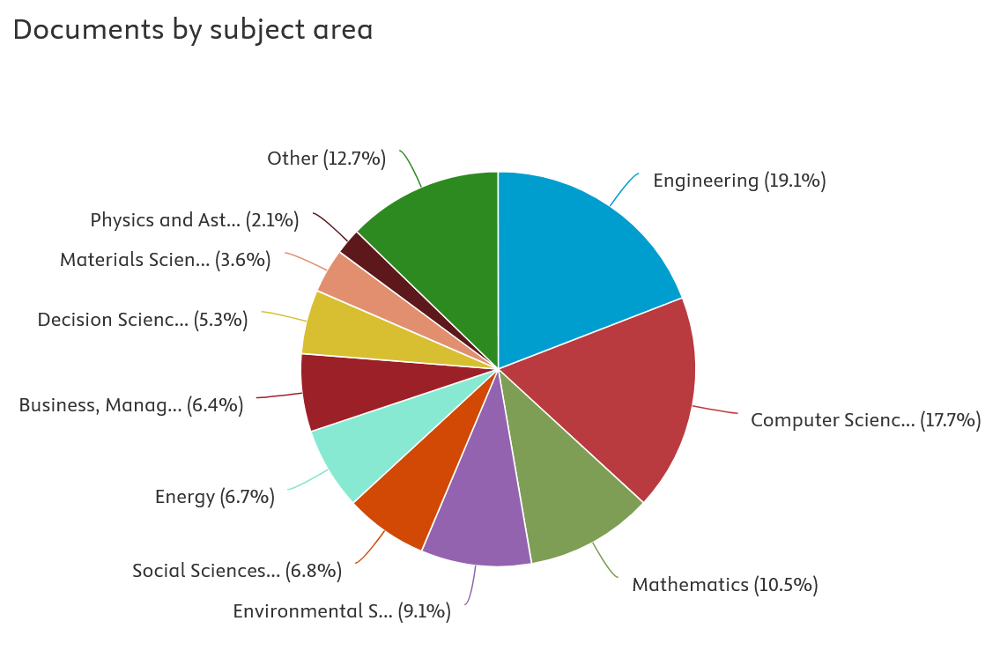 Documents by subject area
Other (12.7%)
Engineering (19.1%)
Physics and Ast... (2.1%)
Materials Scien... (3.6%)
Decision Scienc... (5.3%)
Business, Manag... (6.4%)
Computer Scienc... (17.7%)
Energy (6.7%)
Social Sciences... (6.8%)
Mathematics (10.5%)
Environmental S... (9.1%)